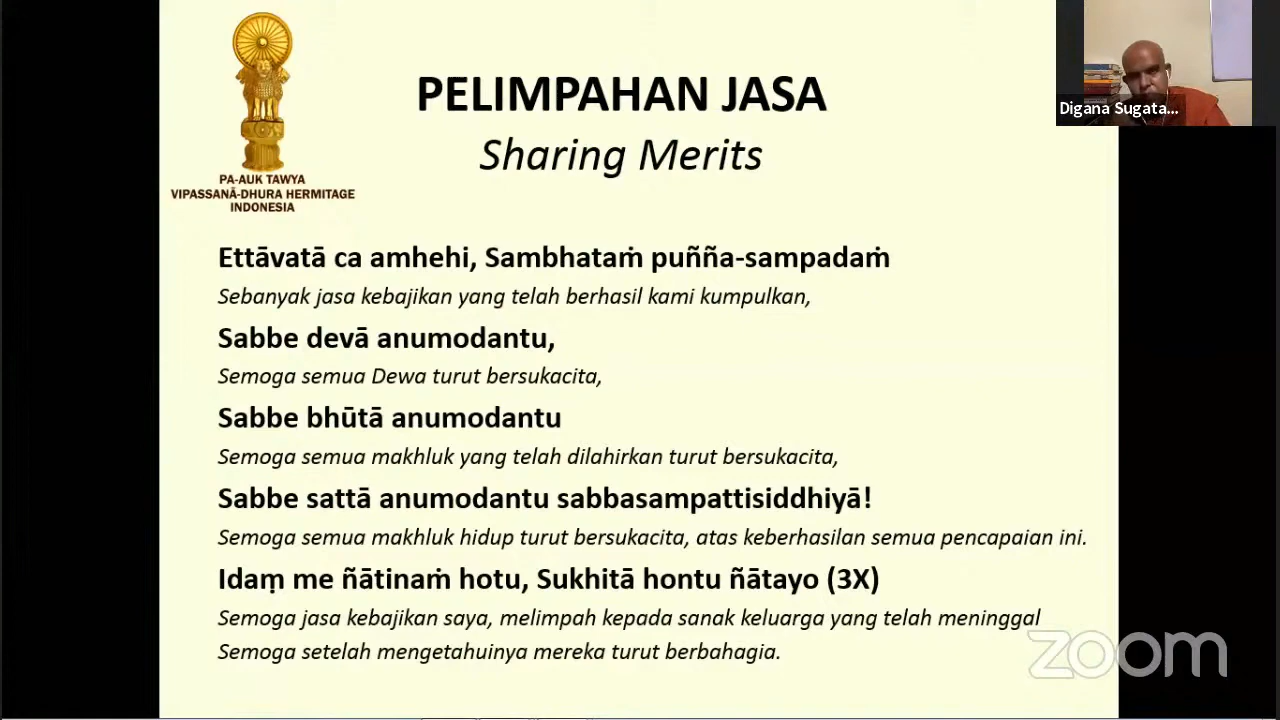 PELIMPAHAN JASA
Sharing Merits
PA-AUK TAWYA
VIPASSANĀ-DHURA HERMITAGE
INDONESIA
Digana Sugata...
Ettāvatā ca amhehi, Sambhataṁ puñña-sampadaṁ
Sebanyak jasa kebajikan yang telah berhasil kami kumpulkan,
Sabbe devā anumodantu,
Semoga semua Dewa turut bersukacita,
Sabbe bhūtā anumodantu
Semoga semua makhluk yang telah dilahirkan turut bersukacita,
Sabbe sattā anumodantu sabbasampattisiddhiyā!
Semoga semua makhluk hidup turut bersukacita, atas keberhasilan semua pencapaian ini.
Idaṃ me ñātinaṁ hotu, Sukhitā hontu ñātayo (3X)
Semoga jasa kebajikan saya, melimpah kepada sanak keluarga yang telah meninggal
Semoga setelah mengetahuinya mereka turut berbahagia.
zoom